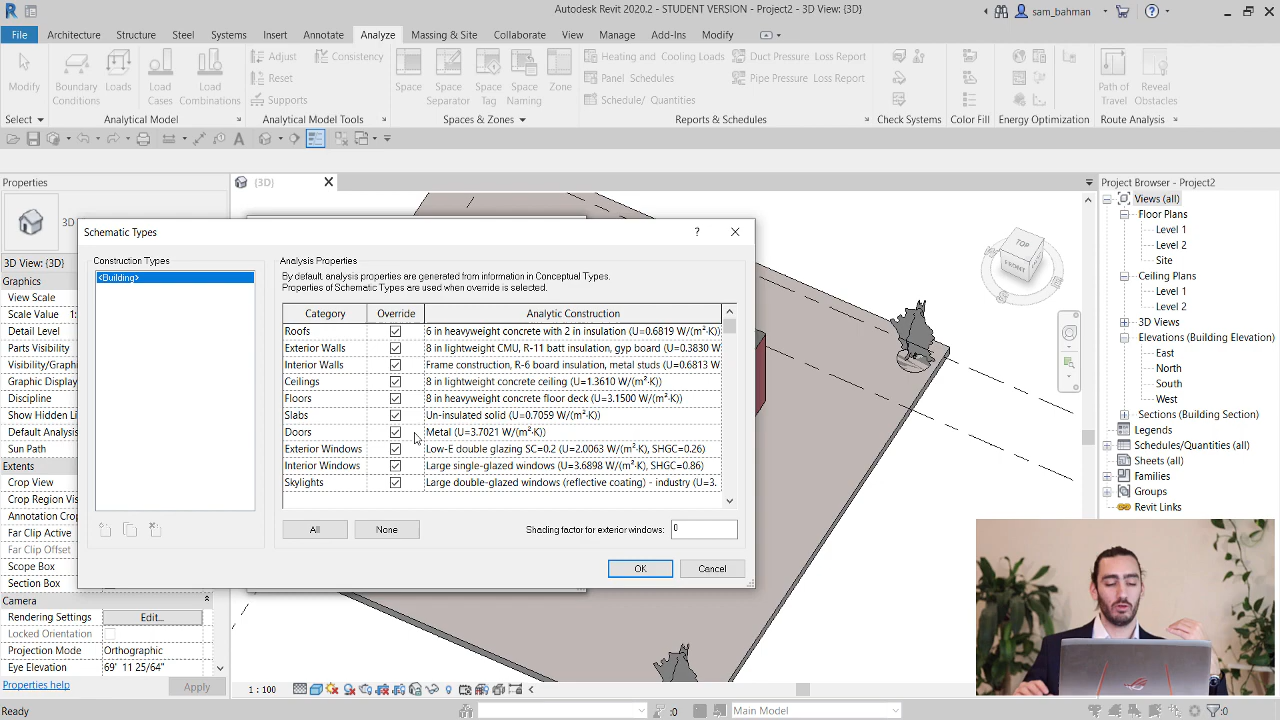 Autodesk Revit 2020.2 - STUDENT VERSION - Project2 - 3D View: {3D}
sam_bahman
File Architecture Structure Steel Systems Insert Annotate Analyze Massing & Site Collaborate View Manage Add-Ins Modify
Modify
Select
Boundary Conditions
Loads
Load Cases
Load Combinations
Analytical Model
Adjust
Reset
Supports
Consistency
Analytical Model Tools
Space
Space Separator
Space Tag
Space Naming
Zone
Spaces & Zones
Heating and Cooling Loads
Panel Schedules
Schedule/ Quantities
Duct Pressure Loss Report
Pipe Pressure Loss Report
Reports & Schedules
Check Systems
Color Fill
Energy Optimization
Path of Travel
Reveal Obstacles
Route Analysis
Properties
3D
3D View: {3D}
Graphics
View Scale
Scale Value 1:
Detail Level
Parts Visibility
Visibility/Graph
Graphic Display
Discipline
Show Hidden Li
Default Analysis
Sun Path
Extents
Crop View
Crop Region Vis
Annotation Crop
Far Clip Active
Far Clip Offset
Scope Box
Section Box
Camera
Rendering Settings Edit...
Locked Orientation
Projection Mode Orthographic
Eye Elevation 69' 11 25/64"
Properties help Apply
{3D}
TOP
FRONT
Schematic Types
?
Construction Types
<Building>
Analysis Properties
By default analysis properties are generated from information in Conceptual Types.
Properties of Schematic Types are used when override is selected.
Category Override Analytic Construction
Roofs 6 in heavyweight concrete with 2 in insulation (U=0.6819 W/(m²·K)):
Exterior Walls 8 in lightweight CMU, R-11 batt insulation, gyp board (U=0.3830 W
Interior Walls Frame construction, R-6 board insulation, metal studs (U=0.6813 W
Ceilings 8 in lightweight concrete ceiling (U=1.3610 W/(m²·K))
Floors 8 in heavyweight concrete floor deck (U=3.1500 W/(m²·K))
Slabs Un-insulated solid (U=0.7059 W/(m²·K))
Doors Metal (U=3.7021 W/(m²·K))
Exterior Windows Low-E double glazing SC=0.2 (U=2.0063 W/(m²·K), SHGC=0.26)
Interior Windows Large single-glazed windows (U=3.6898 W/(m²·K), SHGC=0.86)
Skylights Large double-glazed windows (reflective coating) - industry (U=3.
All None Shading factor for exterior windows: 0
OK Cancel
Project Browser - Project2
Views (all)
Floor Plans
Level 1
Level 2
Site
Ceiling Plans
Level 1
Level 2
3D Views
Elevations (Building Elevation)
East
North
South
West
Sections (Building Section)
Legends
Schedules/Quantities (all)
Sheets (all)
Families
Groups
Revit Links
1 : 100
Ready
:0
Main Model
:0